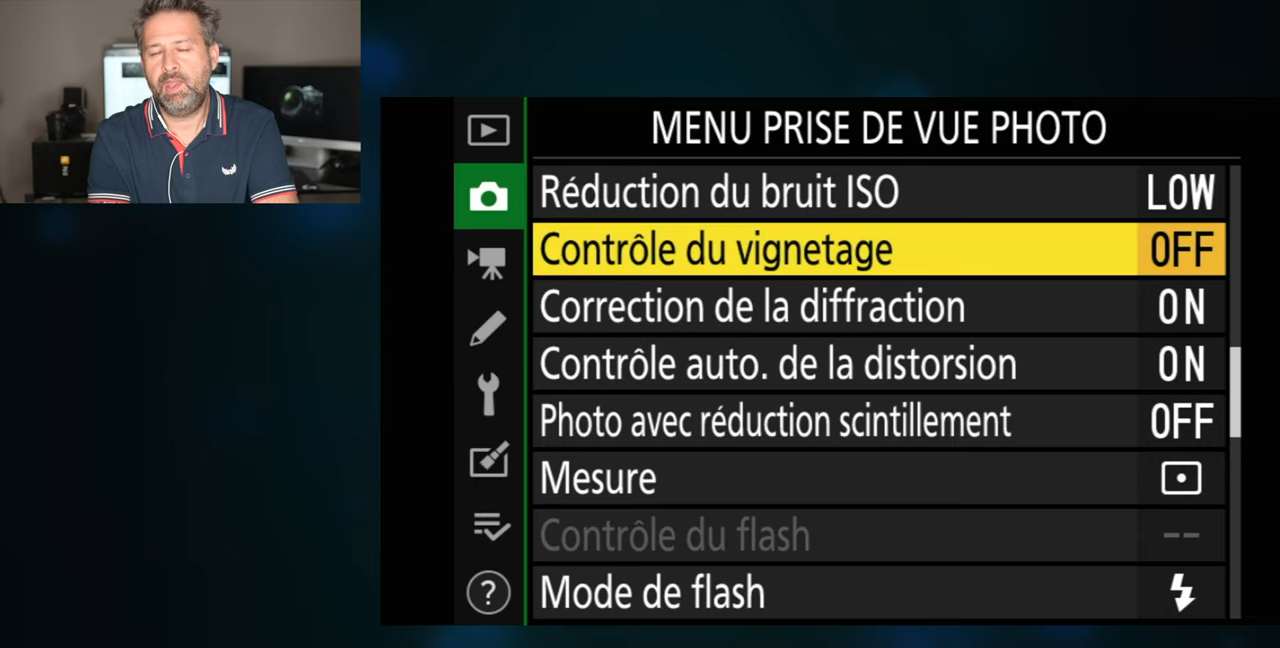 MENU PRISE DE VUE PHOTO
Réduction du bruit ISO LOW
Contrôle du vignetage OFF
Correction de la diffraction ON
Contrôle auto. de la distorsion ON
Photo avec réduction scintillement OFF
Mesure
Contrôle du flash --
Mode de flash
?